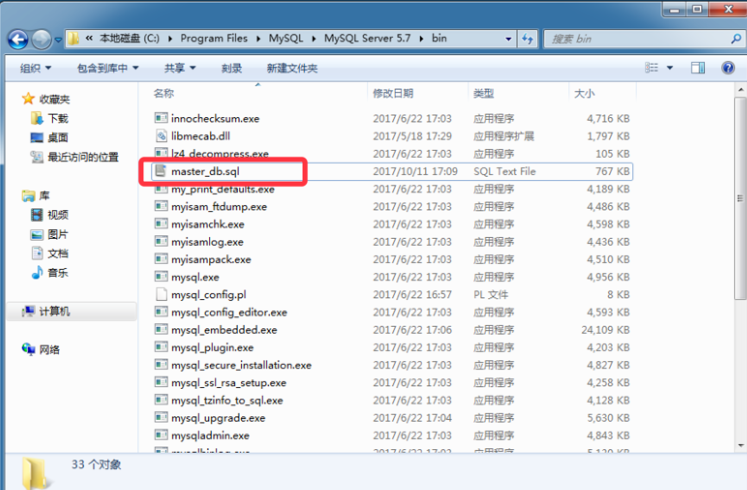 « 本地磁盘 (C:) ▸ Program Files ▸ MySQL ▸ MySQL Server 5.7 ▸ bin
搜索 bin
组织 ▾ 包含到库中 ▾ 共享 ▾ 刻录 新建文件夹
收藏夹
下载
桌面
最近访问的位置
库
视频
图片
文档
音乐
计算机
网络
名称 修改日期 类型 大小
innochecksum.exe 2017/6/22 17:03 应用程序 4,716 KB
libmecab.dll 2017/5/18 17:29 应用程序扩展 1,797 KB
lz4_decompress.exe 2017/6/22 17:03 应用程序 105 KB
master_db.sql 2017/10/11 17:09 SQL Text File 767 KB
my_print_defaults.exe 2017/6/22 17:03 应用程序 4,189 KB
myisam_ftdump.exe 2017/6/22 17:03 应用程序 4,486 KB
myisamchk.exe 2017/6/22 17:03 应用程序 4,598 KB
myisamlog.exe 2017/6/22 17:03 应用程序 4,436 KB
myisampack.exe 2017/6/22 17:03 应用程序 4,510 KB
mysql.exe 2017/6/22 17:03 应用程序 4,956 KB
mysql_config.pl 2017/6/22 16:57 PL 文件 8 KB
mysql_config_editor.exe 2017/6/22 17:03 应用程序 4,593 KB
mysql_embedded.exe 2017/6/22 17:06 应用程序 24,109 KB
mysql_plugin.exe 2017/6/22 17:03 应用程序 4,203 KB
mysql_secure_installation.exe 2017/6/22 17:03 应用程序 4,827 KB
mysql_ssl_rsa_setup.exe 2017/6/22 17:03 应用程序 4,258 KB
mysql_tzinfo_to_sql.exe 2017/6/22 17:03 应用程序 4,128 KB
mysql_upgrade.exe 2017/6/22 17:04 应用程序 5,630 KB
mysqladmin.exe 2017/6/22 17:03 应用程序 4,843 KB
33 个对象